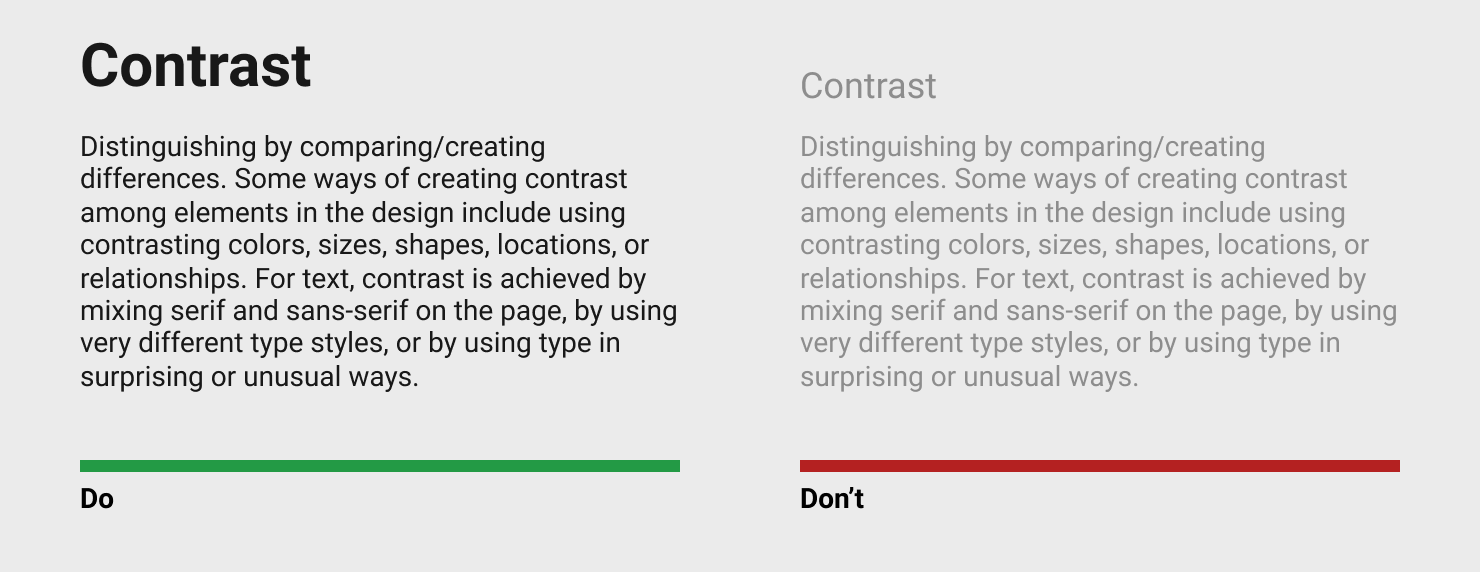 Contrast
Distinguishing by comparing/creating
differences. Some ways of creating contrast
among elements in the design include using
contrasting colors, sizes, shapes, locations, or
relationships. For text, contrast is achieved by
mixing serif and sans-serif on the page, by using
very different type styles, or by using type in
surprising or unusual ways.
Do
Contrast
Distinguishing by comparing/creating
differences. Some ways of creating contrast
among elements in the design include using
contrasting colors, sizes, shapes, locations, or
relationships. For text, contrast is achieved by
mixing serif and sans-serif on the page, by using
very different type styles, or by using type in
surprising or unusual ways.
Don’t